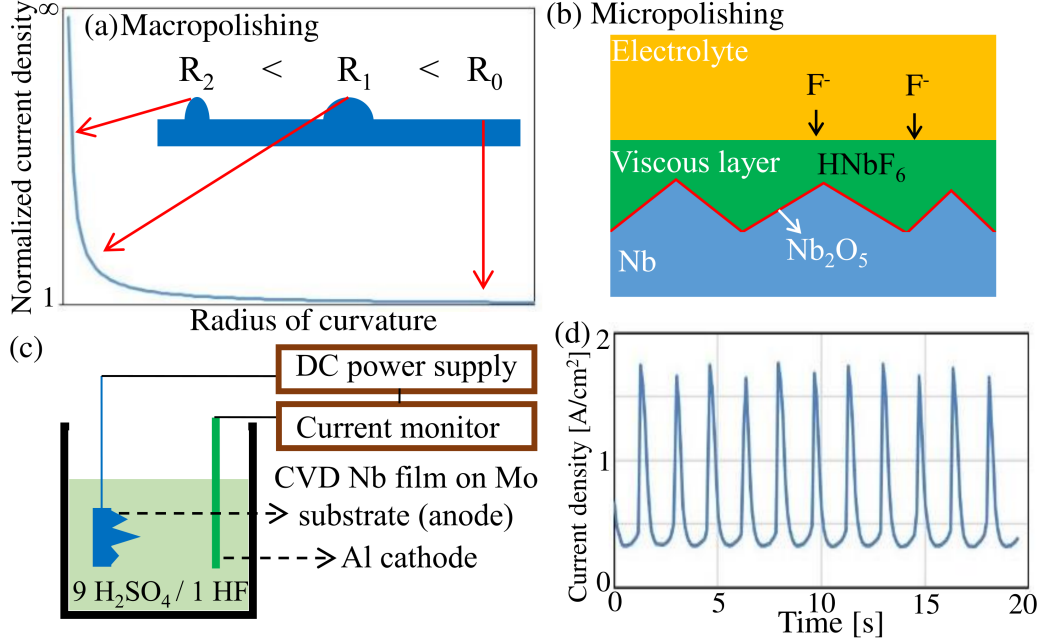 ∞
(a) Macropolishing
R₂ < R₁ < R₀
Normalized current density
1
Radius of curvature
(b) Micropolishing
Electrolyte
F⁻ F⁻
Viscous layer
HNbF₆
Nb₂O₅
Nb
(c)
DC power supply
Current monitor
CVD Nb film on Mo
substrate (anode)
Al cathode
9 H₂SO₄ / 1 HF
(d)
2
1
0
Current density [A/cm²]
0 5 10 15 20
Time [s]